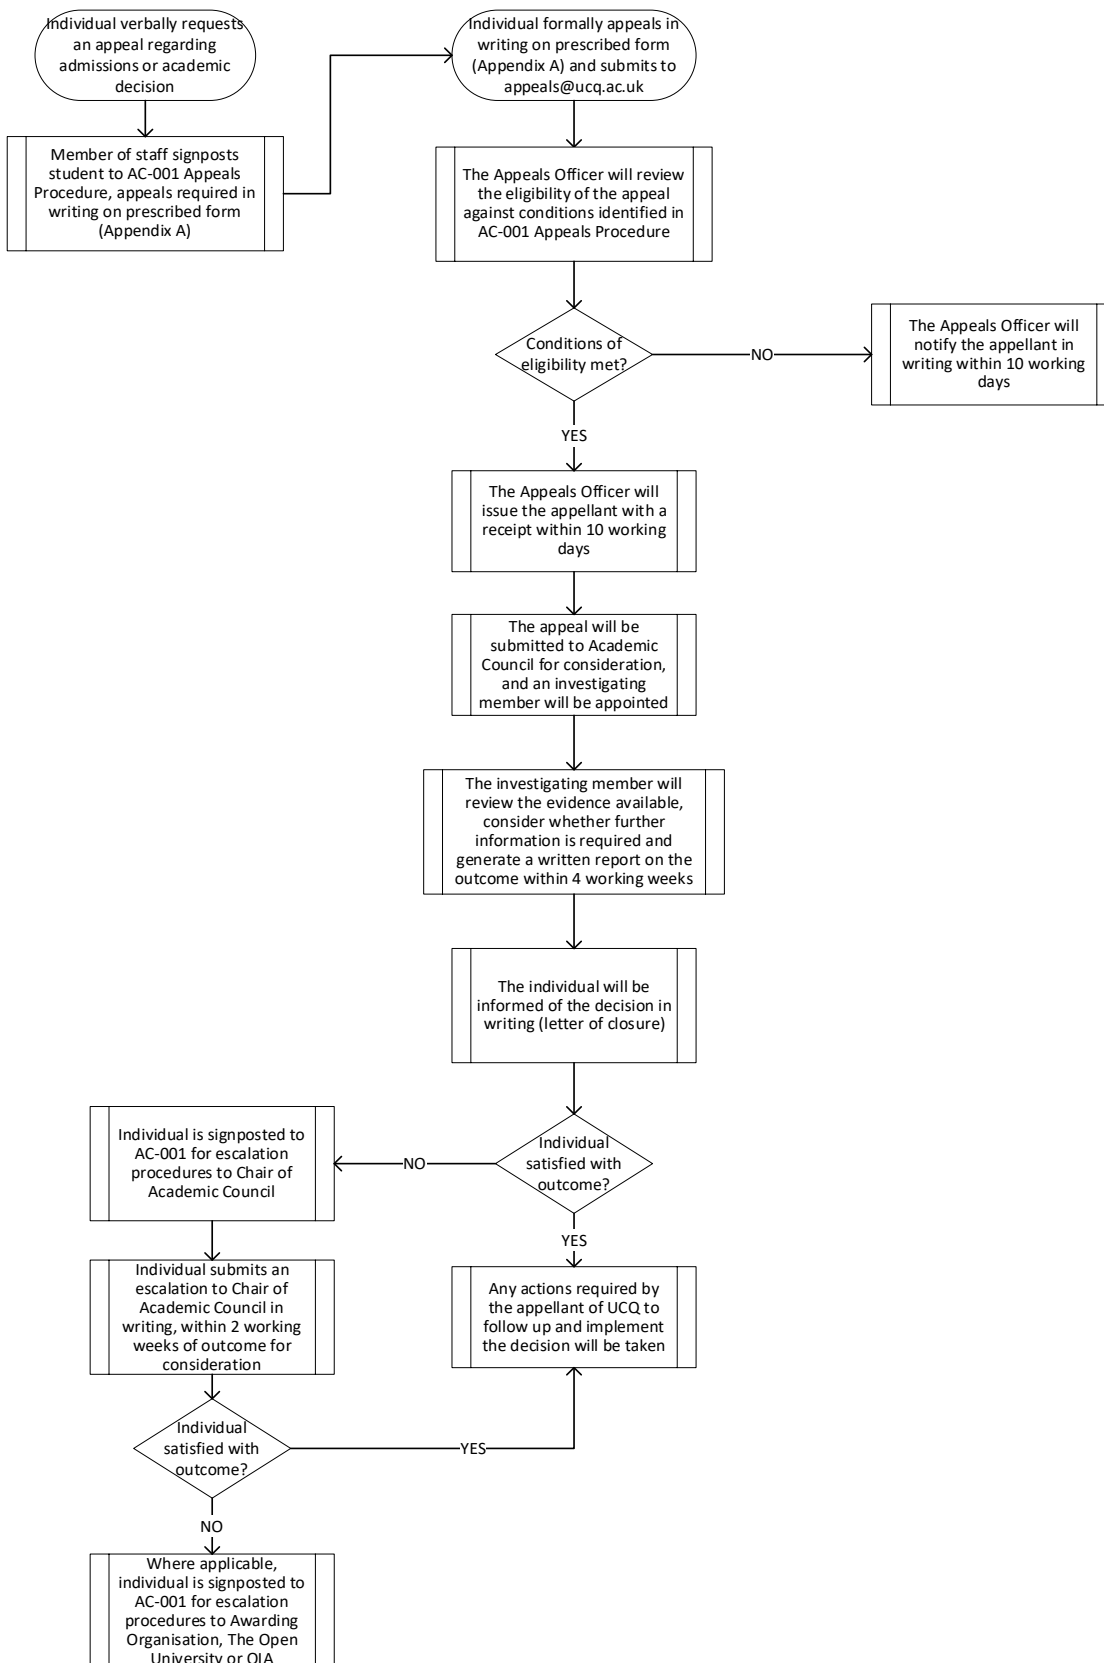 Individual verbally requests
an appeal regarding
admissions or academic
decision
Member of staff signposts
student to AC-001 Appeals
Procedure, appeals required in
writing on prescribed form
(Appendix A)
Individual formally appeals in
writing on prescribed form
(Appendix A) and submits to
appeals@ucq.ac.uk
The Appeals Officer will review
the eligibility of the appeal
against conditions identified in
AC-001 Appeals Procedure
Conditions of
eligibility met?
NO
The Appeals Officer will
notify the appellant in
writing within 10 working
days
YES
The Appeals Officer will
issue the appellant with a
receipt within 10 working
days
The appeal will be
submitted to Academic
Council for consideration,
and an investigating
member will be appointed
The investigating member will
review the evidence available,
consider whether further
information is required and
generate a written report on the
outcome within 4 working weeks
The individual will be
informed of the decision in
writing (letter of closure)
Individual
satisfied with
outcome?
NO
Individual is signposted to
AC-001 for escalation
procedures to Chair of
Academic Council
YES
Any actions required by
the appellant of UCQ to
follow up and implement
the decision will be taken
Individual submits an
escalation to Chair of
Academic Council in
writing, within 2 working
weeks of outcome for
consideration
Individual
satisfied with
outcome?
YES
NO
Where applicable,
individual is signposted to
AC-001 for escalation
procedures to Awarding
Organisation, The Open
University or OIA